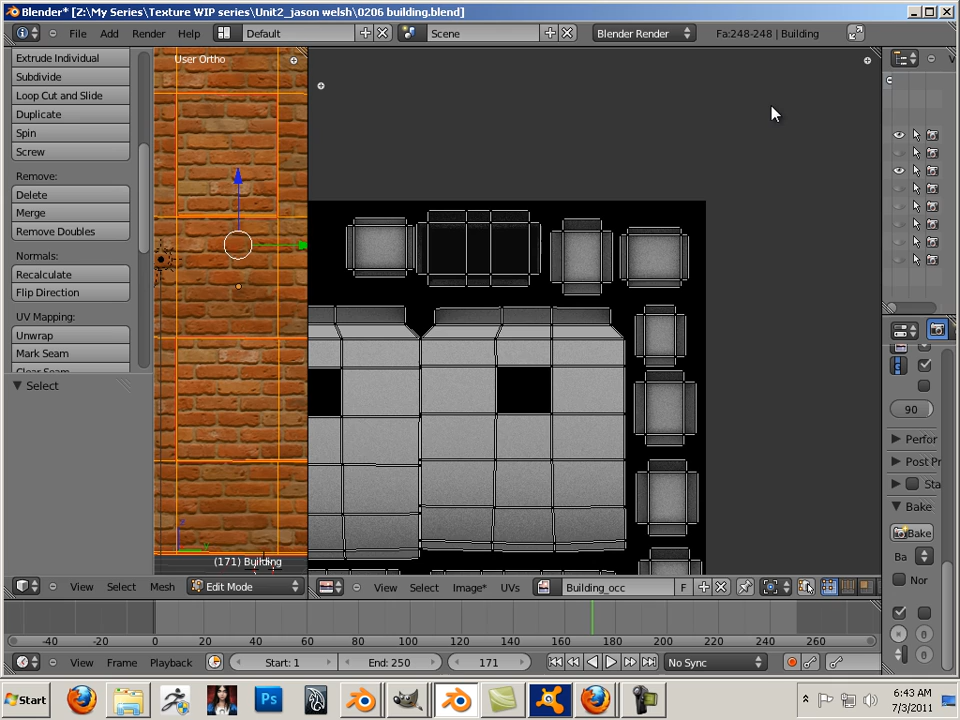 Blender* [Z:\My Series\Texture WIP series\Unit2_jason welsh\0206 building.blend]
File Add Render Help Default Scene Blender Render Fa:248-248 | Building
Extrude Individual
Subdivide
Loop Cut and Slide
Duplicate
Spin
Screw
Remove:
Delete
Merge
Remove Doubles
Normals:
Recalculate
Flip Direction
UV Mapping:
Unwrap
Mark Seam
Clear Seam
Select
User Ortho
(171) Building
90
Perfor
Post Pr
Sta
Bake
Bake
Ba
Nor
View Select Mesh Edit Mode View Select Image* UVs Building_occ F
-40 -20 0 20 40 60 80 100 120 140 160 180 200 220 240 260
View Frame Playback Start: 1 End: 250 171 No Sync
Start Ps 6:43 AM
7/3/2011